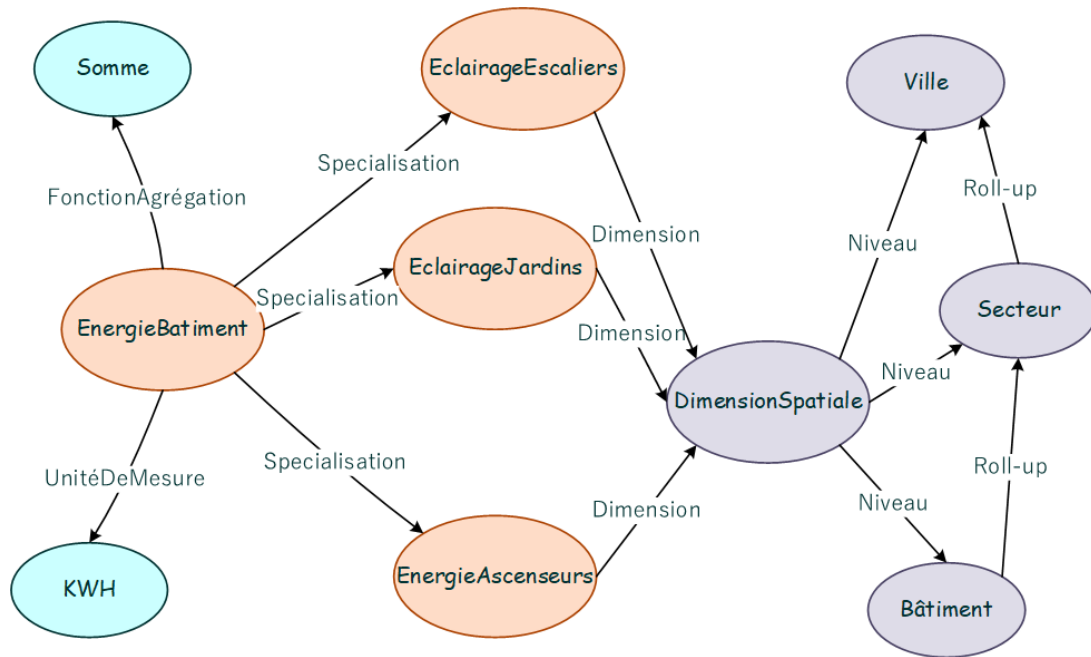 Somme
EclairageEscaliers
Ville
Specialisation
Roll-up
FonctionAgrégation
Dimension
Niveau
EclairageJardins
Specialisation
Secteur
EnergieBatiment
Dimension
Niveau
DimensionSpatiale
Specialisation
UnitéDeMesure
Roll-up
Niveau
Dimension
EnergieAscenseurs
KWH
Bâtiment